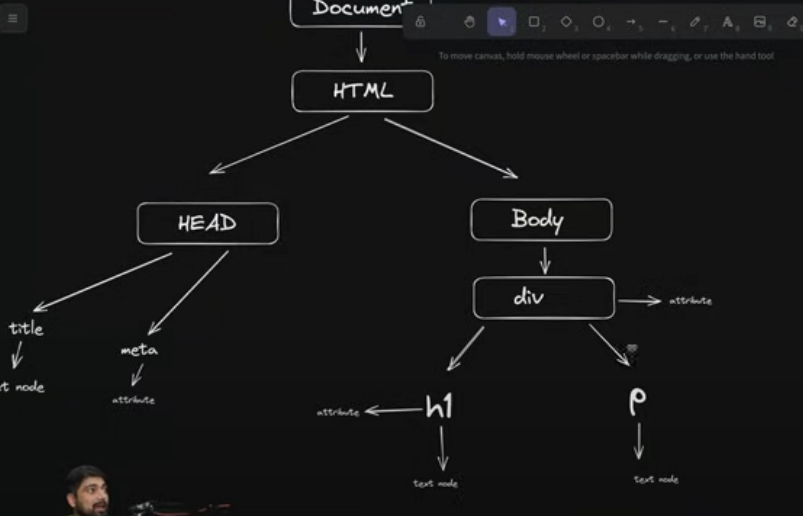 Document
To move canvas, hold mouse wheel or spacebar while dragging, or use the hand tool
HTML
HEAD
Body
div
attribute
title
meta
node
attribute
attribute
h1
p
text node
text node